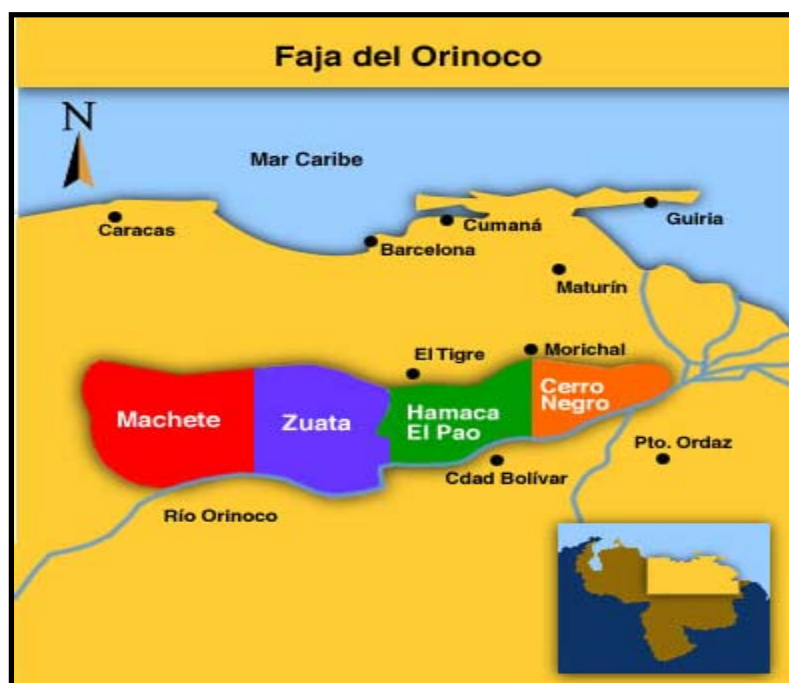 Faja del Orinoco
N
Mar Caribe
Caracas
Barcelona
Cumaná
Guiria
Maturín
El Tigre
Morichal
Machete
Zuata
Hamaca
El Pao
Cerro
Negro
Pto. Ordaz
Cdad Bolívar
Río Orinoco